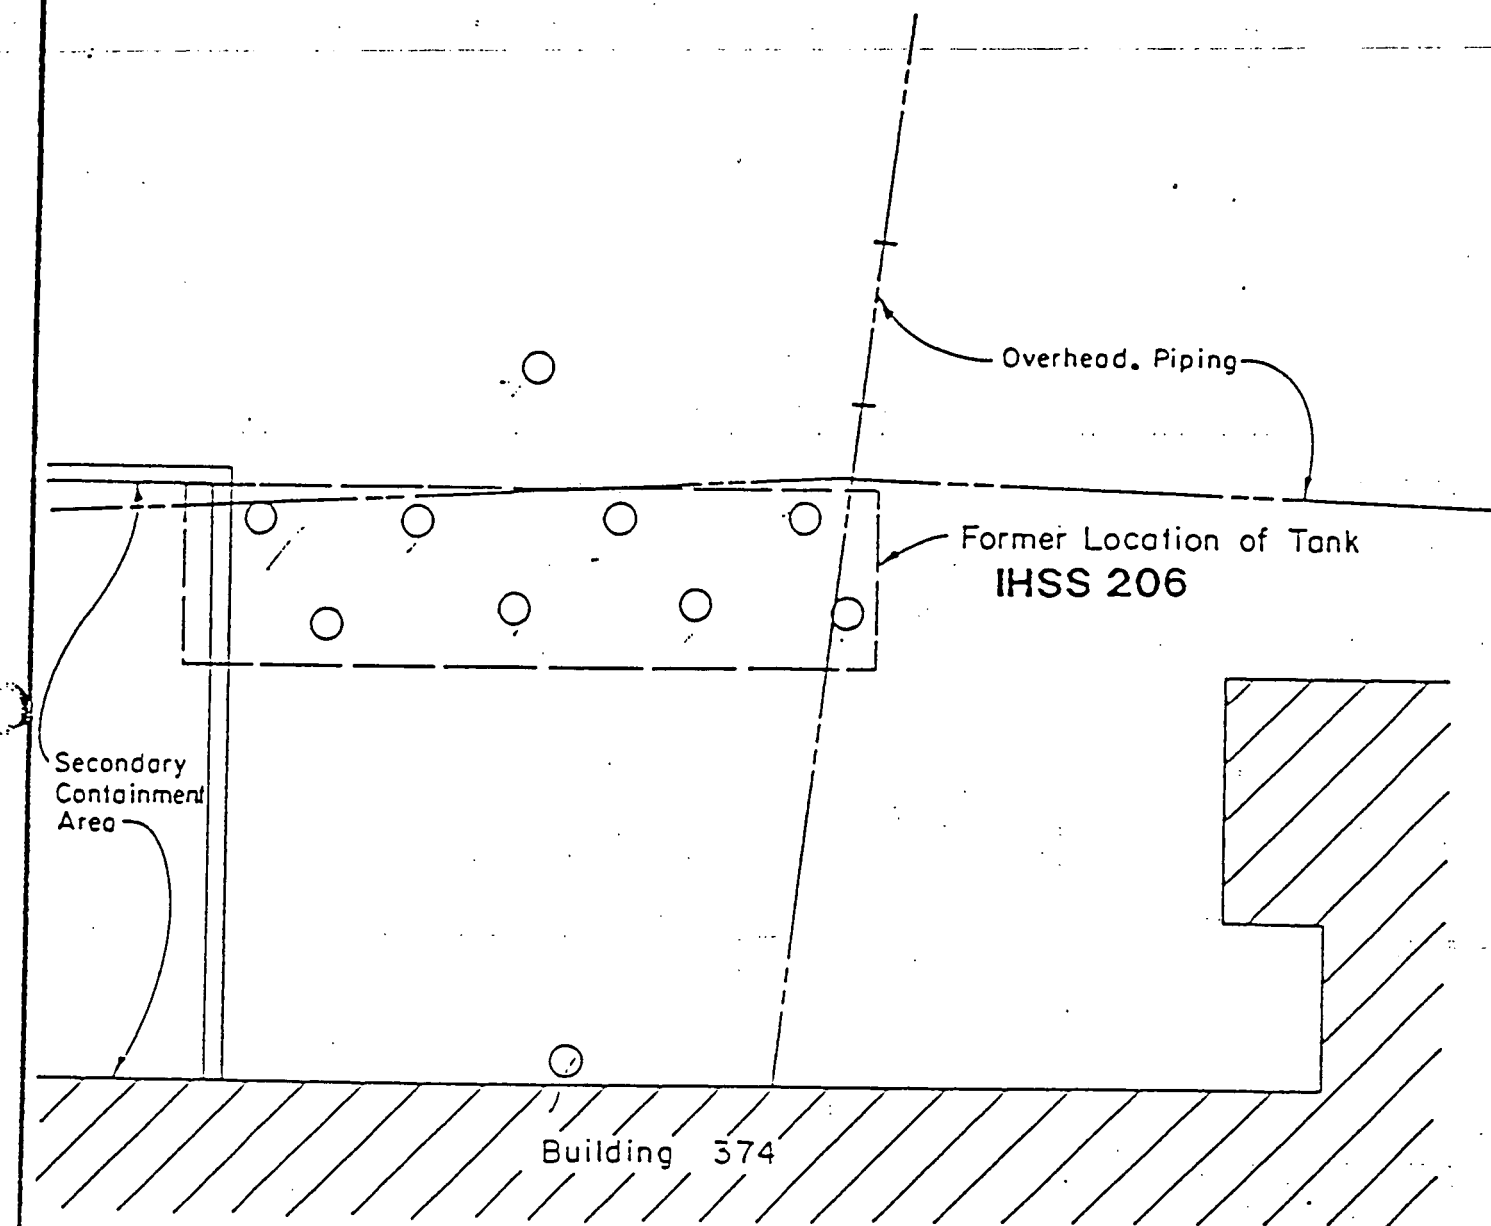 Overhead. Piping
Former Location of Tank
IHSS 206
Secondary
Containment
Area
Building 374